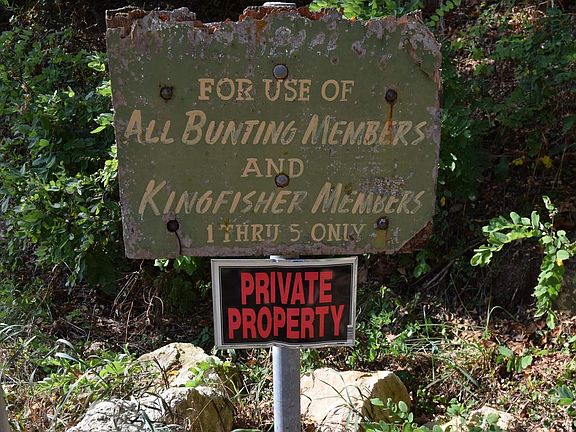 FOR USE OF
ALL BUNTING MEMBERS
AND
KINGFISHER MEMBERS
1 THRU 5 ONLY
PRIVATE
PROPERTY